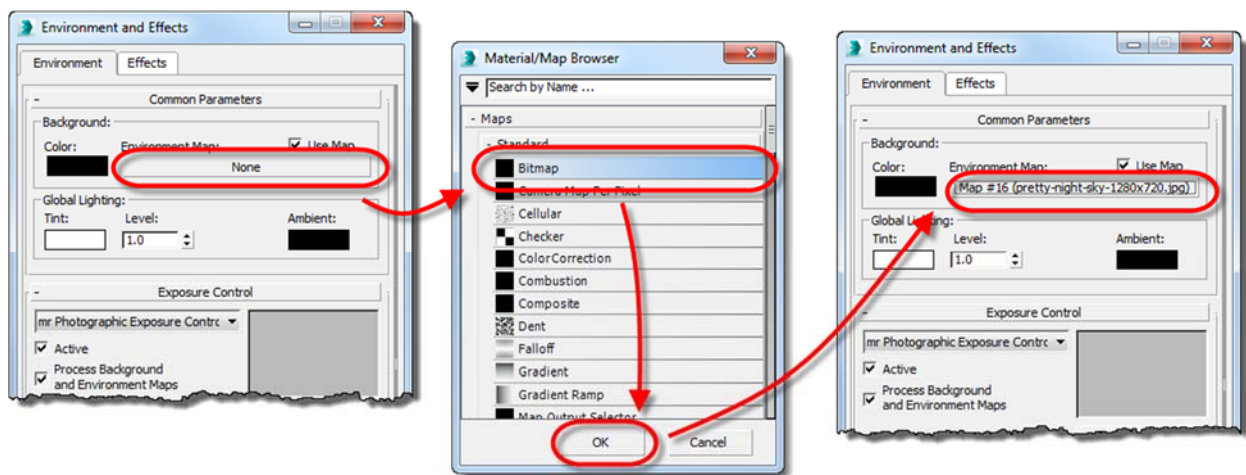 Environment and Effects
Environment Effects
- Common Parameters
Background:
Color: Environment Map: Use Map
None
Global Lighting:
Tint: Level: Ambient:
1.0
- Exposure Control
mr Photographic Exposure Contrc
Active
Process Background
and Environment Maps
Material/Map Browser
Search by Name ...
- Maps
- Standard
Bitmap
Camera Map Per Pixel
Cellular
Checker
ColorCorrection
Combustion
Composite
Dent
Falloff
Gradient
Gradient Ramp
Map Output Selector
OK Cancel
Environment and Effects
Environment Effects
- Common Parameters
Background:
Color: Environment Map: Use Map
Map #16 (pretty-night-sky-1280x720.jpg)
Global Lighting:
Tint: Level: Ambient:
1.0
- Exposure Control
mr Photographic Exposure Contrc
Active
Process Background
and Environment Maps